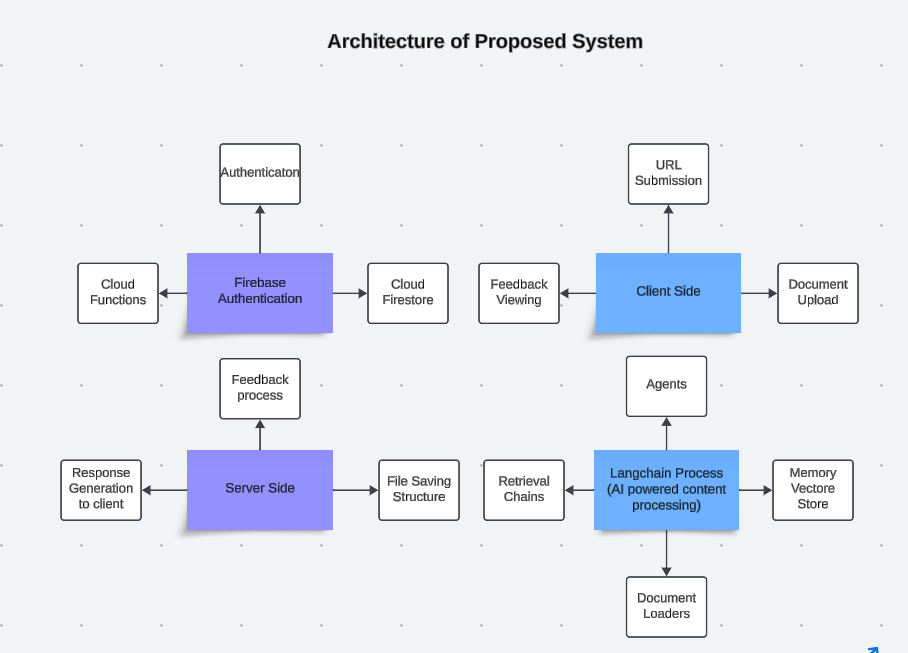 Architecture of Proposed System
Authenticaton
URL
Submission
Cloud
Functions
Firebase
Authentication
Cloud
Firestore
Feedback
Viewing
Client Side
Document
Upload
Feedback
process
Agents
Response
Generation
to client
Server Side
File Saving
Structure
Retrieval
Chains
Langchain Process
(AI powered content
processing)
Memory
Vectore
Store
Document
Loaders